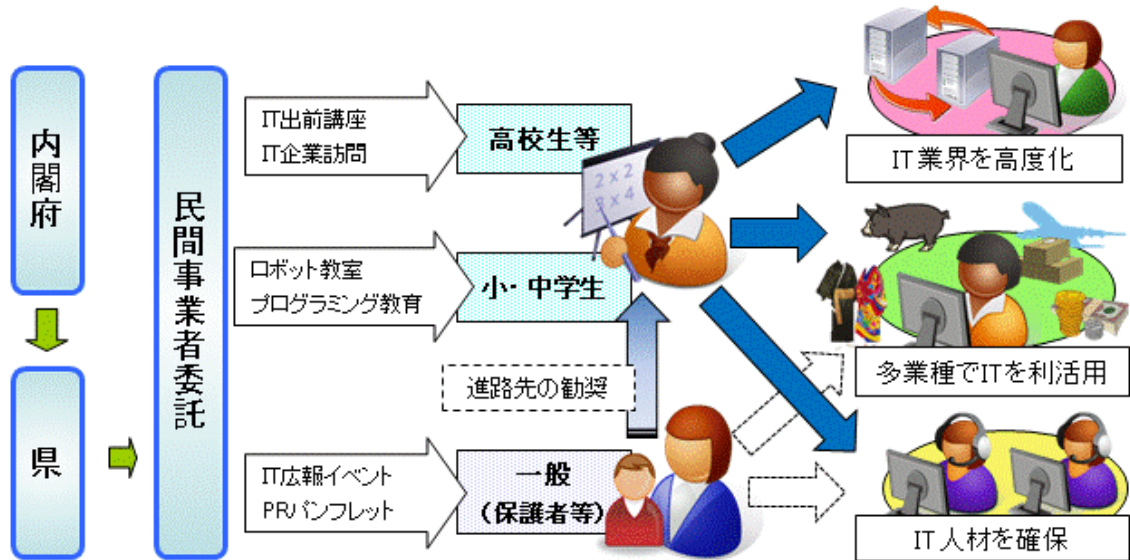 内閣府
県
民間事業者委託
IT出前講座
IT企業訪問
高校生等
2 x 2
3 x 4
ロボット教室
プログラミング教育
小・中学生
進路先の勧奨
IT広報イベント
PRパンフレット
一般
(保護者等)
IT業界を高度化
多業種でITを利活用
IT人材を確保